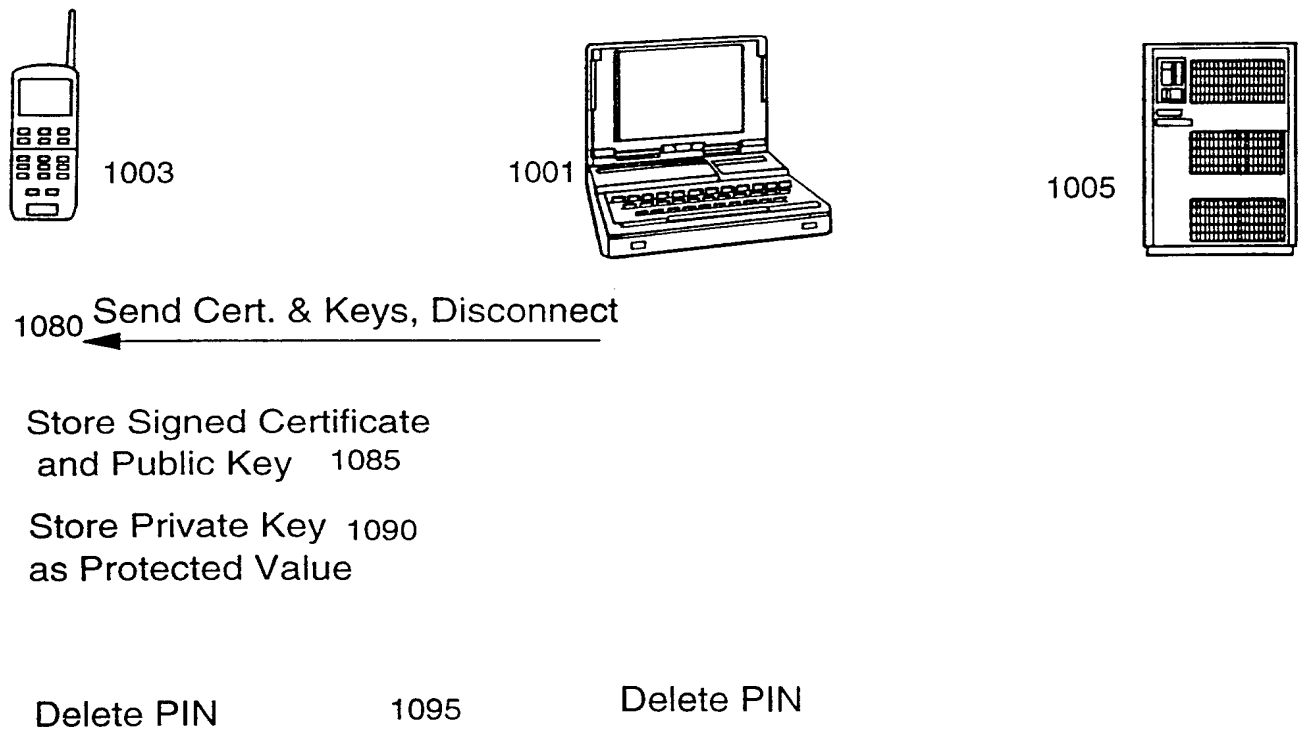 1003
1001
1005
1080 Send Cert. & Keys, Disconnect
Store Signed Certificate
and Public Key 1085
Store Private Key 1090
as Protected Value
Delete PIN 1095 Delete PIN